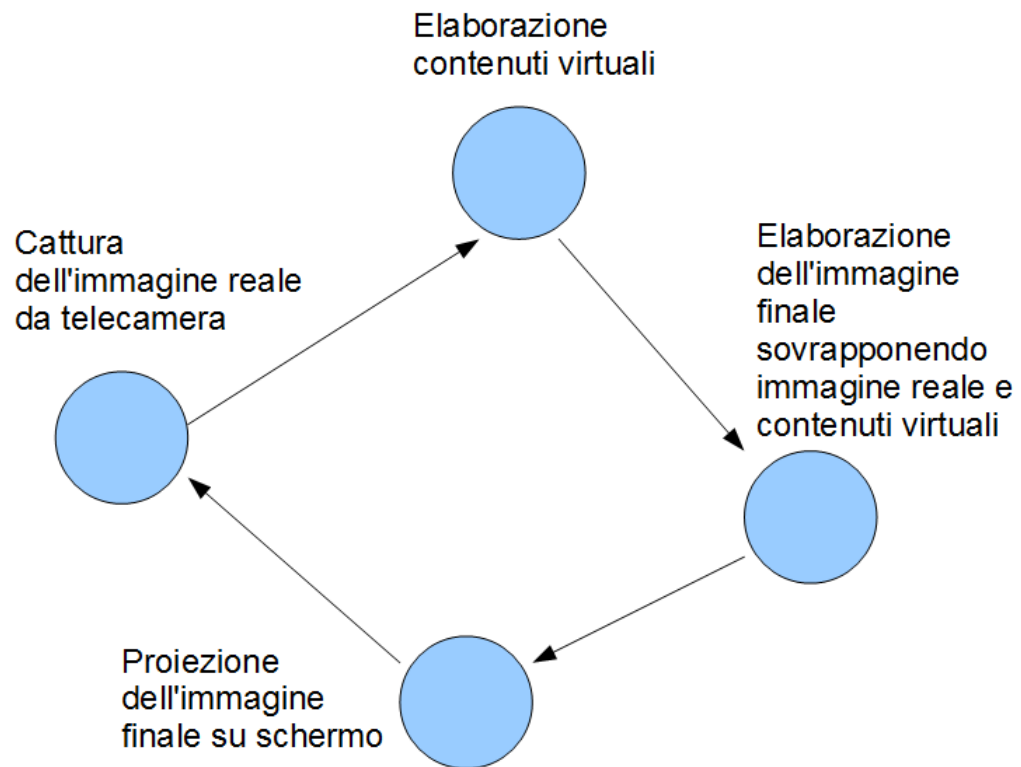 Elaborazione
contenuti virtuali
Cattura
dell'immagine reale
da telecamera
Elaborazione
dell'immagine
finale
sovrapponendo
immagine reale e
contenuti virtuali
Proiezione
dell'immagine
finale su schermo